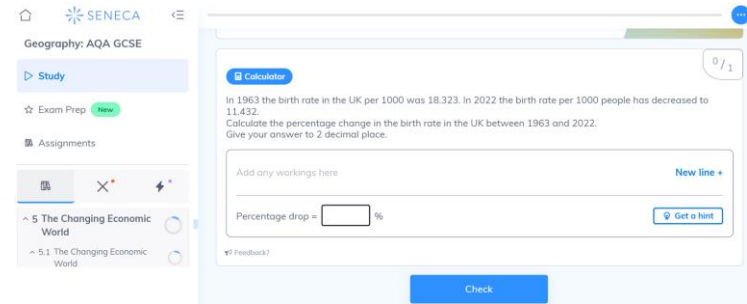 SENECA
Geography: AQA GCSE
Study
Exam Prep New
Assignments
5 The Changing Economic
World
5.1 The Changing Economic
World
0/1
Calculator
In 1963 the birth rate in the UK per 1000 was 18.323. In 2022 the birth rate per 1000 people has decreased to
11.432.
Calculate the percentage change in the birth rate in the UK between 1963 and 2022.
Give your answer to 2 decimal place.
Add any workings here
New line +
Percentage drop = %
Get a hint
Feedback?
Check